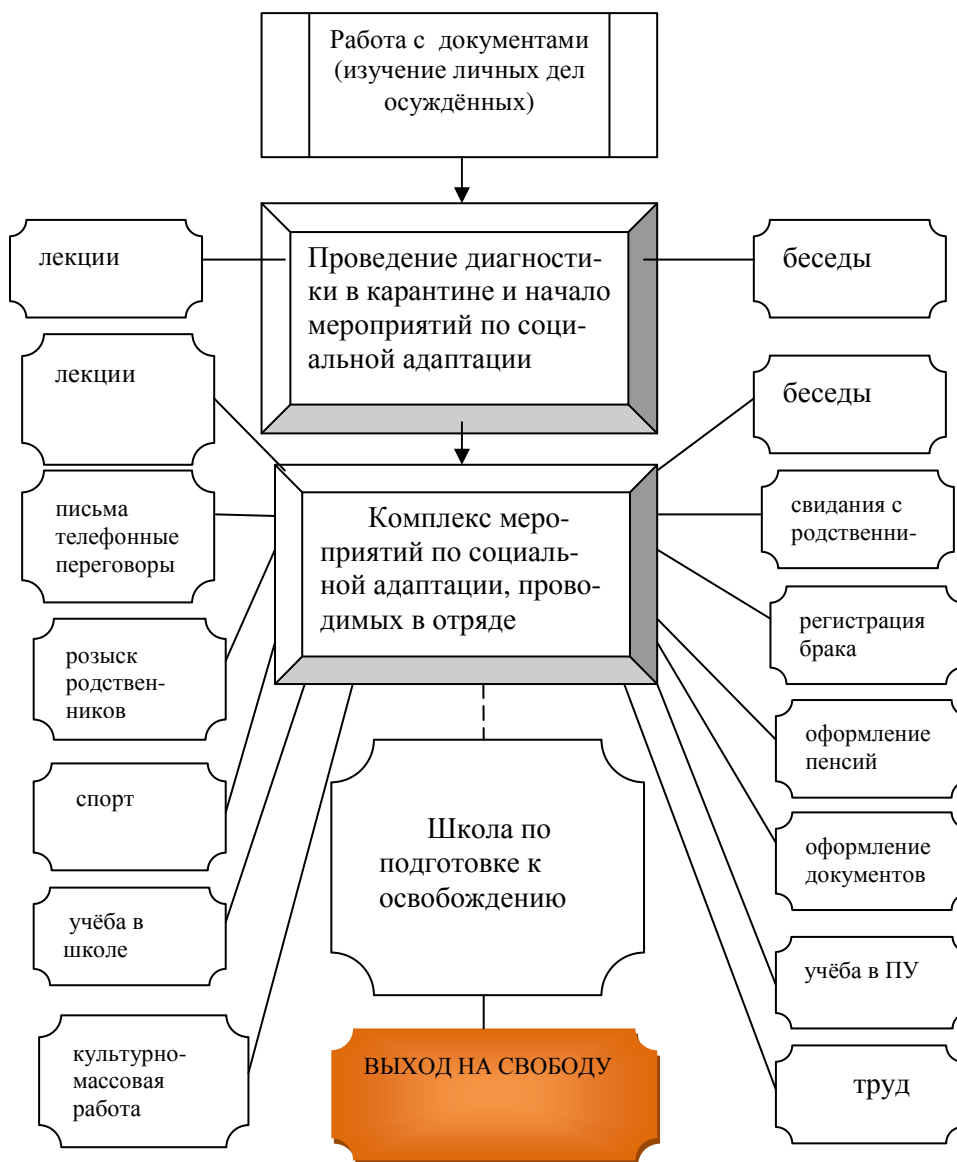 Работа с документами
(изучение личных дел
осуждённых)
лекции
Проведение диагности-
ки в карантине и начало
мероприятий по соци-
альной адаптации
беседы
лекции
беседы
письма
телефонные
переговоры
Комплекс меро-
приятий по социаль-
ной адаптации, прово-
димых в отряде
свидания с
родственни-
розыск
родствен-
ников
регистрация
брака
спорт
оформление
пенсий
Школа по
подготовке к
освобождению
оформление
документов
учёба в
школе
учёба в ПУ
культурно-
массовая
работа
ВЫХОД НА СВОБОДУ
труд